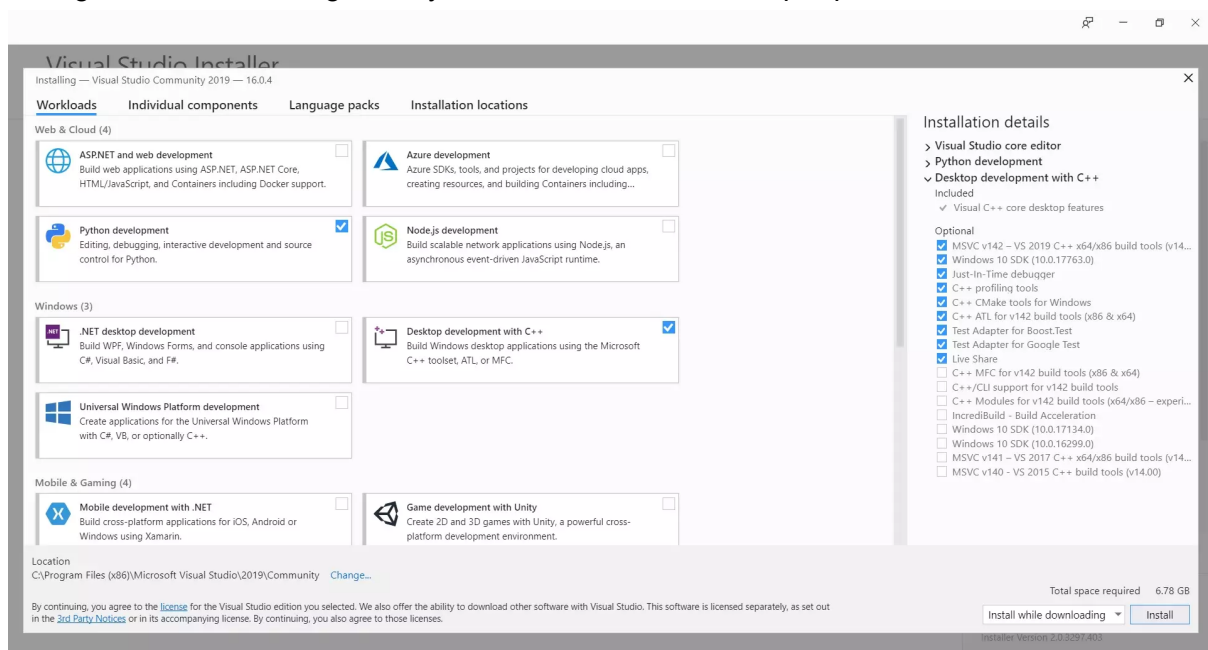 Visual Studio Installer
Installing — Visual Studio Community 2019 — 16.0.4
Workloads Individual components Language packs Installation locations
Web & Cloud (4)
ASP.NET and web development
Build web applications using ASP.NET, ASP.NET Core,
HTML/JavaScript, and Containers including Docker support.
Azure development
Azure SDKs, tools, and projects for developing cloud apps,
creating resources, and building Containers including...
Python development
Editing, debugging, interactive development and source
control for Python.
Node.js development
Build scalable network applications using Node.js, an
asynchronous event-driven JavaScript runtime.
Windows (3)
.NET desktop development
Build WPF, Windows Forms, and console applications using
C#, Visual Basic, and F#.
Desktop development with C++
Build Windows desktop applications using the Microsoft
C++ toolset, ATL, or MFC.
Universal Windows Platform development
Create applications for the Universal Windows Platform
with C#, VB, or optionally C++.
Mobile & Gaming (4)
Mobile development with .NET
Build cross-platform applications for iOS, Android or
Windows using Xamarin.
Game development with Unity
Create 2D and 3D games with Unity, a powerful cross-
platform development environment.
Installation details
Visual Studio core editor
Python development
Desktop development with C++
Included
Visual C++ core desktop features
Optional
MSVC v142 – VS 2019 C++ x64/x86 build tools (v14...
Windows 10 SDK (10.0.17763.0)
Just-In-Time debugger
C++ profiling tools
C++ CMake tools for Windows
C++ ATL for v142 build tools (x86 & x64)
Test Adapter for Boost.Test
Test Adapter for Google Test
Live Share
C++ MFC for v142 build tools (x86 & x64)
C++/CLI support for v142 build tools
C++ Modules for v142 build tools (x64/x86 – experi...
IncrediBuild - Build Acceleration
Windows 10 SDK (10.0.17134.0)
Windows 10 SDK (10.0.16299.0)
MSVC v141 – VS 2017 C++ x64/x86 build tools (v14...
MSVC v140 - VS 2015 C++ build tools (v14.00)
Location
C:\Program Files (x86)\Microsoft Visual Studio\2019\Community Change...
By continuing, you agree to the license for the Visual Studio edition you selected. We also offer the ability to download other software with Visual Studio. This software is licensed separately, as set out
in the 3rd Party Notices or in its accompanying license. By continuing, you also agree to those licenses.
Total space required 6.78 GB
Install while downloading Install
Installer Version 2.0.3297.403